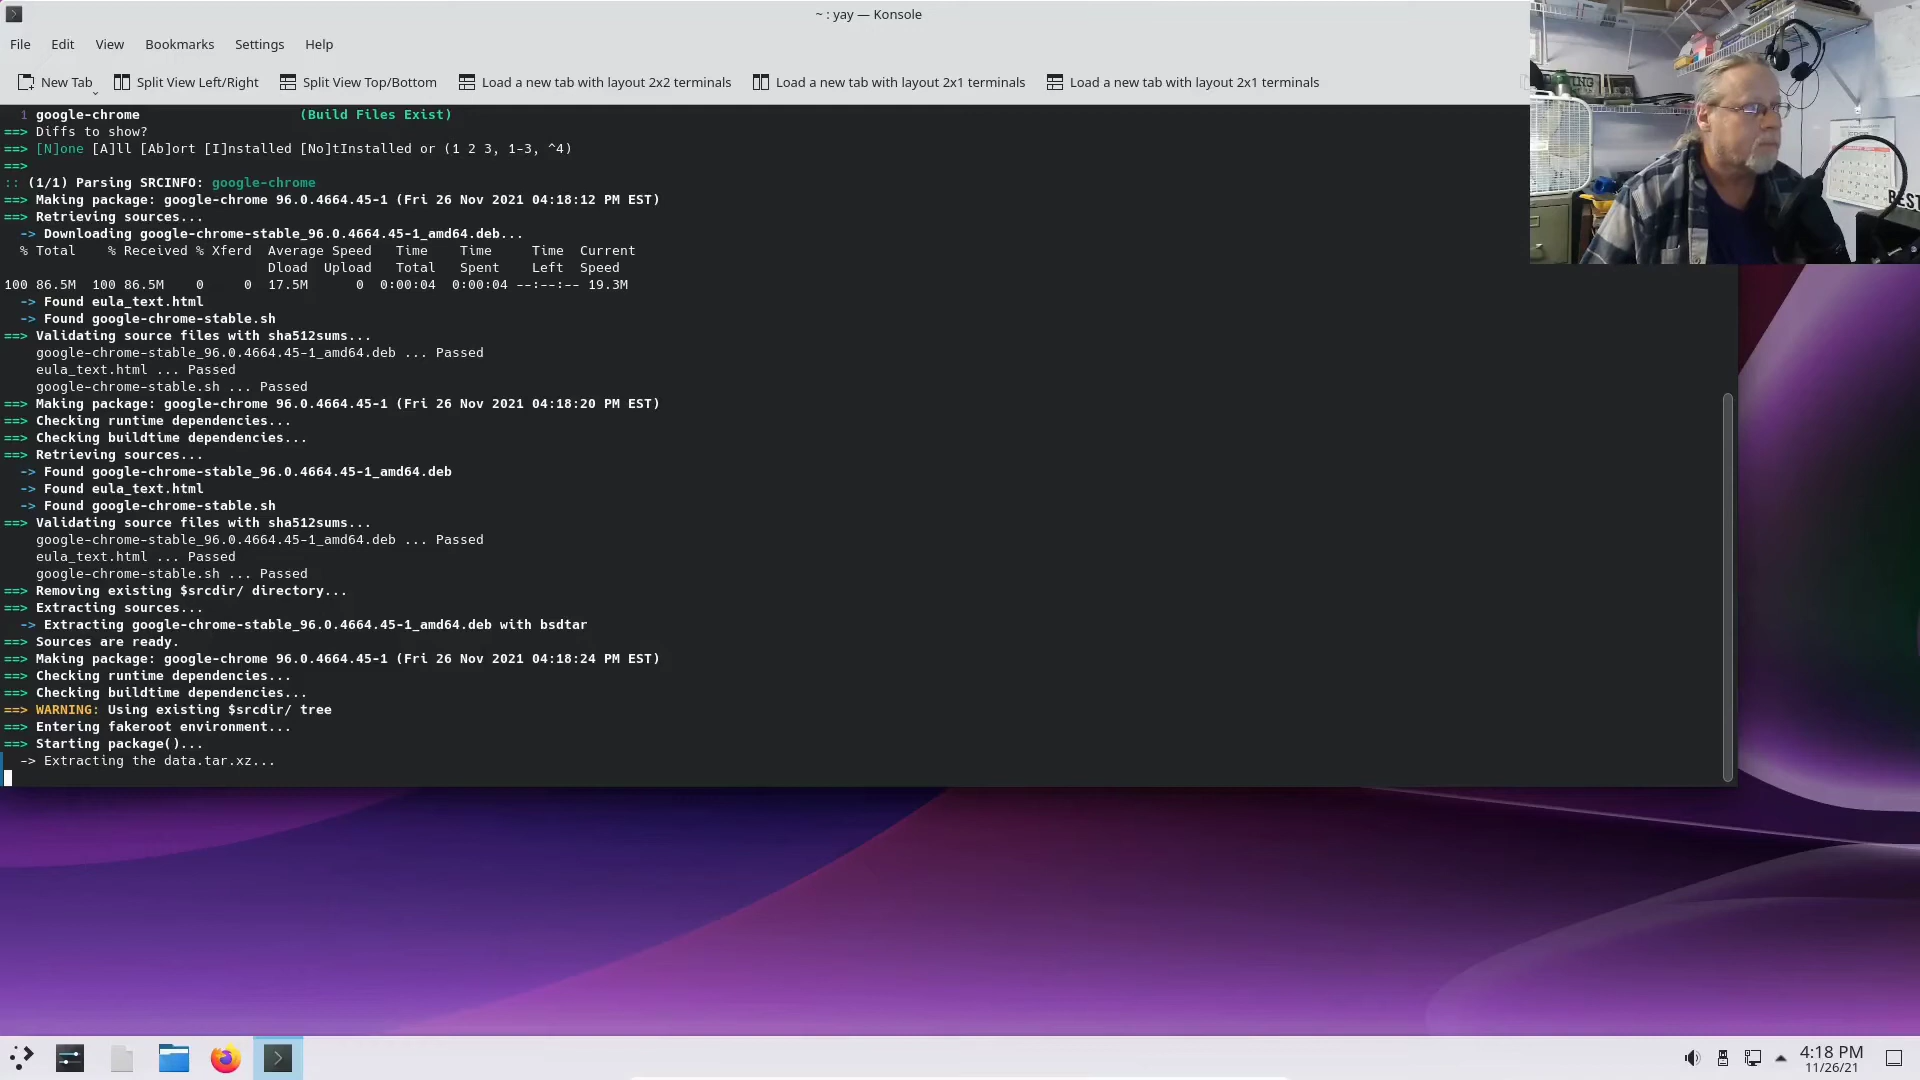 ~ : yay — Konsole
File Edit View Bookmarks Settings Help
New Tab Split View Left/Right Split View Top/Bottom Load a new tab with layout 2x2 terminals Load a new tab with layout 2x1 terminals Load a new tab with layout 2x1 terminals
1 google-chrome (Build Files Exist)
==> Diffs to show?
==> [N]one [A]ll [Ab]ort [I]nstalled [No]tInstalled or (1 2 3, 1-3, ^4)
==>
:: (1/1) Parsing SRCINFO: google-chrome
==> Making package: google-chrome 96.0.4664.45-1 (Fri 26 Nov 2021 04:18:12 PM EST)
==> Retrieving sources...
-> Downloading google-chrome-stable_96.0.4664.45-1_amd64.deb...
% Total % Received % Xferd Average Speed Time Time Time Current
Dload Upload Total Spent Left Speed
100 86.5M 100 86.5M 0 0 17.5M 0 0:00:04 0:00:04 --:--:-- 19.3M
-> Found eula_text.html
-> Found google-chrome-stable.sh
==> Validating source files with sha512sums...
google-chrome-stable_96.0.4664.45-1_amd64.deb ... Passed
eula_text.html ... Passed
google-chrome-stable.sh ... Passed
==> Making package: google-chrome 96.0.4664.45-1 (Fri 26 Nov 2021 04:18:20 PM EST)
==> Checking runtime dependencies...
==> Checking buildtime dependencies...
==> Retrieving sources...
-> Found google-chrome-stable_96.0.4664.45-1_amd64.deb
-> Found eula_text.html
-> Found google-chrome-stable.sh
==> Validating source files with sha512sums...
google-chrome-stable_96.0.4664.45-1_amd64.deb ... Passed
eula_text.html ... Passed
google-chrome-stable.sh ... Passed
==> Removing existing $srcdir/ directory...
==> Extracting sources...
-> Extracting google-chrome-stable_96.0.4664.45-1_amd64.deb with bsdtar
==> Sources are ready.
==> Making package: google-chrome 96.0.4664.45-1 (Fri 26 Nov 2021 04:18:24 PM EST)
==> Checking runtime dependencies...
==> Checking buildtime dependencies...
==> WARNING: Using existing $srcdir/ tree
==> Entering fakeroot environment...
==> Starting package()...
-> Extracting the data.tar.xz...
BEST
4:18 PM
11/26/21